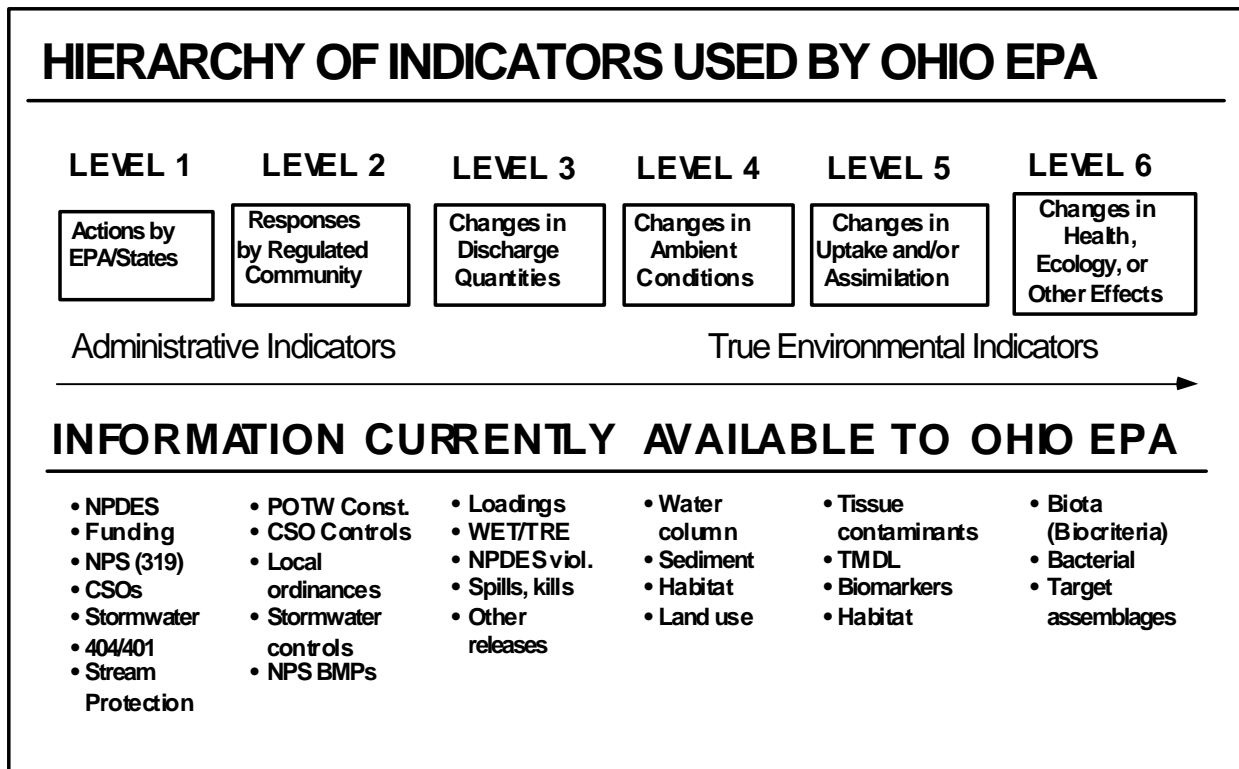 HIERARCHY OF INDICATORS USED BY OHIO EPA
LEVEL 1
LEVEL 2
LEVEL 3
LEVEL 4
LEVEL 5
LEVEL 6
Actions by
EPA/States
Responses
by Regulated
Community
Changes in
Discharge
Quantities
Changes in
Ambient
Conditions
Changes in
Uptake and/or
Assimilation
Changes in
Health,
Ecology, or
Other Effects
Administrative Indicators
True Environmental Indicators
INFORMATION CURRENTLY AVAILABLE TO OHIO EPA
• NPDES
• Funding
• NPS (319)
• CSOs
• Stormwater
• 404/401
• Stream
Protection
• POTW Const.
• CSO Controls
• Local
ordinances
• Stormwater
controls
• NPS BMPs
• Loadings
• WET/TRE
• NPDES viol.
• Spills, kills
• Other
releases
• Water
column
• Sediment
• Habitat
• Land use
• Tissue
contaminants
• TMDL
• Biomarkers
• Habitat
• Biota
(Biocriteria)
• Bacterial
• Target
assemblages